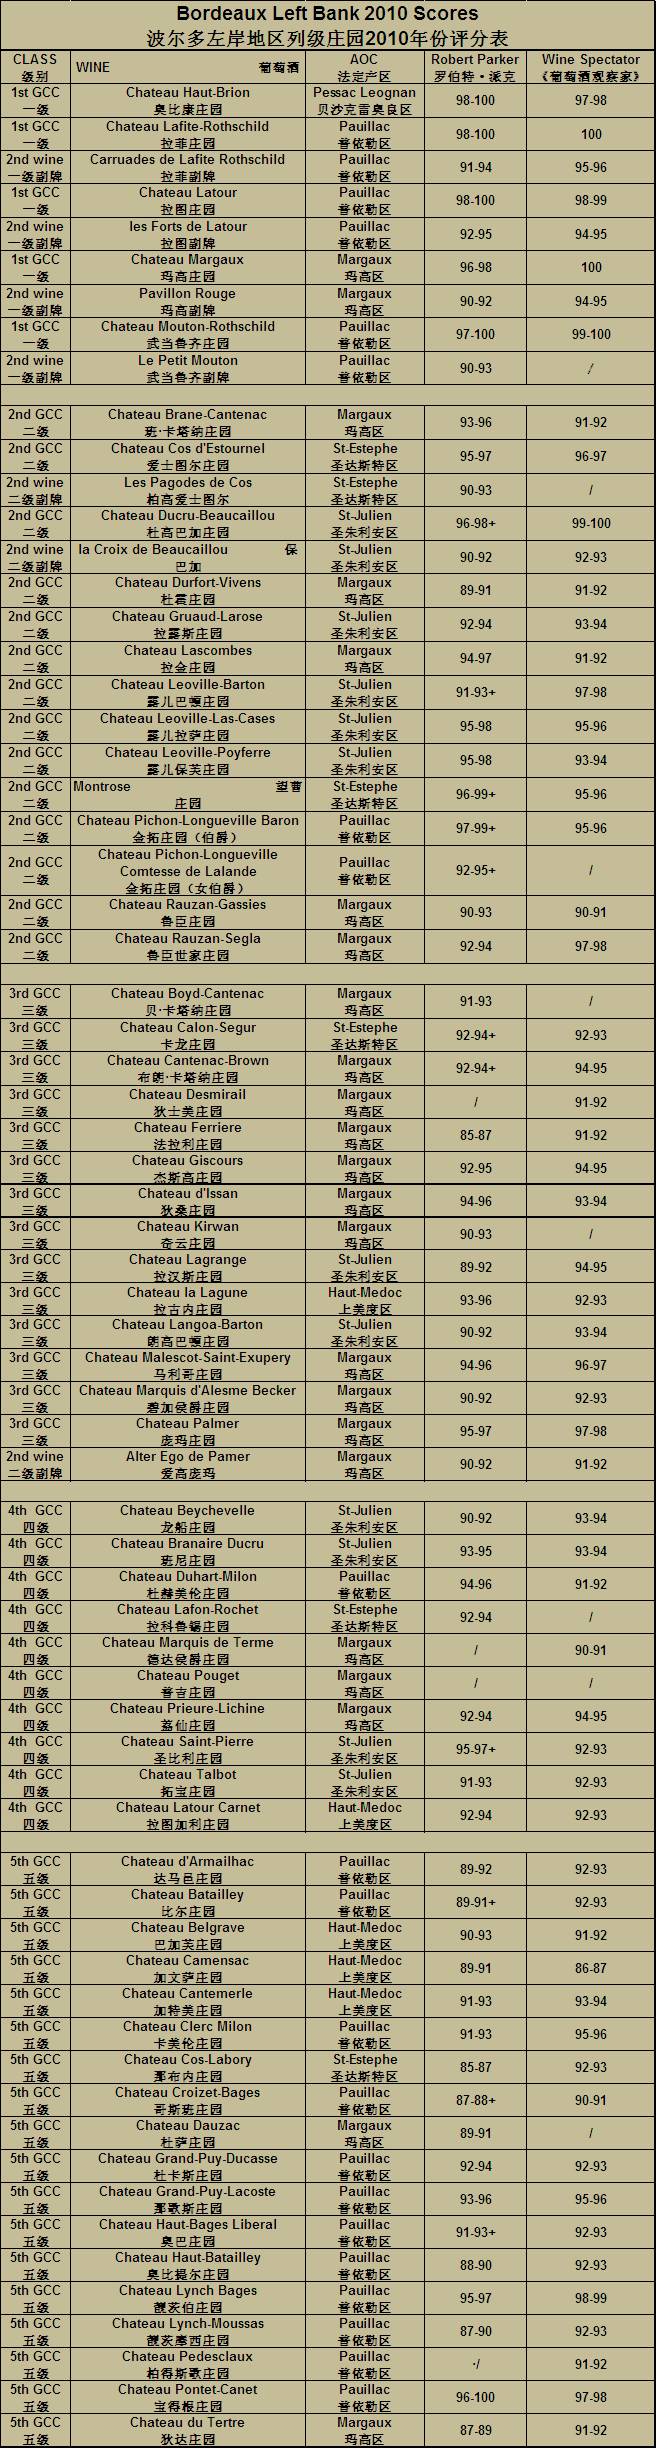 Bordeaux Left Bank 2010 Scores
波尔多左岸地区列级庄园2010年份评分表
CLASS WINE 葡萄酒 AOC Robert Parker Wine Spectator
级别 法定产区 罗伯特·派克 《葡萄酒观察家》
1st GCC Chateau Haut-Brion Pessac Leognan 98-100 97-98
一级 奥比康庄园 贝沙克雷奥良区
1st GCC Chateau Lafite-Rothschild Pauillac 98-100 100
一级 拉菲庄园 普依勒区
2nd wine Carruades de Lafite Rothschild Pauillac 91-94 95-96
一级副牌 拉菲副牌 普依勒区
1st GCC Chateau Latour Pauillac 98-100 98-99
一级 拉图庄园 普依勒区
2nd wine les Forts de Latour Pauillac 92-95 94-95
一级副牌 拉图副牌 普依勒区
1st GCC Chateau Margaux Margaux 96-98 100
一级 玛高庄园 玛高区
2nd wine Pavillon Rouge Margaux 90-92 94-95
一级副牌 玛高副牌 玛高区
1st GCC Chateau Mouton-Rothschild Pauillac 97-100 99-100
一级 武当鲁齐庄园 普依勒区
2nd wine Le Petit Mouton Pauillac 90-93 /
一级副牌 武当鲁齐副牌 普依勒区
2nd GCC Chateau Brane-Cantenac Margaux 93-96 91-92
二级 班·卡塔纳庄园 玛高区
2nd GCC Chateau Cos d'Estournel St-Estephe 95-97 96-97
二级 爱士图尔庄园 圣达斯特区
2nd wine Les Pagodes de Cos St-Estephe 90-93 /
二级副牌 柏高爱士图尔 圣达斯特区
2nd GCC Chateau Ducru-Beaucaillou St-Julien 96-98+ 99-100
二级 杜高巴加庄园 圣朱利安区
2nd wine la Croix de Beaucaillou 保 St-Julien 90-92 92-93
二级副牌 巴加 圣朱利安区
2nd GCC Chateau Durfort-Vivens Margaux 89-91 91-92
二级 杜霞庄园 玛高区
2nd GCC Chateau Gruaud-Larose St-Julien 92-94 93-94
二级 拉露斯庄园 圣朱利安区
2nd GCC Chateau Lascombes Margaux 94-97 91-92
二级 拉金庄园 玛高区
2nd GCC Chateau Leoville-Barton St-Julien 91-93+ 97-98
二级 露儿巴顿庄园 圣朱利安区
2nd GCC Chateau Leoville-Las-Cases St-Julien 95-98 95-96
二级 露儿拉萨庄园 圣朱利安区
2nd GCC Chateau Leoville-Poyferre St-Julien 95-98 93-94
二级 露儿保芙庄园 圣朱利安区
2nd GCC Montrose 望曹 St-Estephe 96-99+ 95-96
二级 庄园 圣达斯特区
2nd GCC Chateau Pichon-Longueville Baron Pauillac 97-99+ 95-96
二级 金拓庄园（伯爵） 普依勒区
2nd GCC Chateau Pichon-Longueville Comtesse de Lalande Pauillac 92-95+ /
二级 金拓庄园（女伯爵） 普依勒区
2nd GCC Chateau Rauzan-Gassies Margaux 90-93 90-91
二级 鲁臣庄园 玛高区
2nd GCC Chateau Rauzan-Segla Margaux 92-94 97-98
二级 鲁臣世家庄园 玛高区
3rd GCC Chateau Boyd-Cantenac Margaux 91-93 /
三级 贝·卡塔纳庄园 玛高区
3rd GCC Chateau Calon-Segur St-Estephe 92-94+ 92-93
三级 卡龙庄园 圣达斯特区
3rd GCC Chateau Cantenac-Brown Margaux 92-94+ 94-95
三级 布朗·卡塔纳庄园 玛高区
3rd GCC Chateau Desmirail Margaux / 91-92
三级 狄士美庄园 玛高区
3rd GCC Chateau Ferriere Margaux 85-87 91-92
三级 法拉利庄园 玛高区
3rd GCC Chateau Giscours Margaux 92-95 94-95
三级 杰斯高庄园 玛高区
3rd GCC Chateau d'Issan Margaux 94-96 93-94
三级 狄桑庄园 玛高区
3rd GCC Chateau Kirwan Margaux 90-93 /
三级 奇云庄园 玛高区
3rd GCC Chateau Lagrange St-Julien 89-92 94-95
三级 拉汉斯庄园 圣朱利安区
3rd GCC Chateau la Lagune Haut-Medoc 93-96 92-93
三级 拉古内庄园 上美度区
3rd GCC Chateau Langoa-Barton St-Julien 90-92 93-94
三级 朗高巴顿庄园 圣朱利安区
3rd GCC Chateau Malescot-Saint-Exupery Margaux 94-96 96-97
三级 马利哥庄园 玛高区
3rd GCC Chateau Marquis d'Alesme Becker Margaux 90-92 92-93
三级 碧加侯爵庄园 玛高区
3rd GCC Chateau Palmer Margaux 95-97 97-98
三级 庞玛庄园 玛高区
2nd wine Alter Ego de Pamer Margaux 90-92 91-92
二级副牌 爱高庞玛 玛高区
4th GCC Chateau Beychevelle St-Julien 90-92 93-94
四级 龙船庄园 圣朱利安区
4th GCC Chateau Branaire Ducru St-Julien 93-95 93-94
四级 班尼庄园 圣朱利安区
4th GCC Chateau Duhart-Milon Pauillac 94-96 91-92
四级 杜赫美伦庄园 普依勒区
4th GCC Chateau Lafon-Rochet St-Estephe 92-94 /
四级 拉科鲁锡庄园 圣达斯特区
4th GCC Chateau Marquis de Terme Margaux / 90-91
四级 德达侯爵庄园 玛高区
4th GCC Chateau Pouget Margaux / /
四级 普吉庄园 玛高区
4th GCC Chateau Prieure-Lichine Margaux 92-94 94-95
四级 荔仙庄园 玛高区
4th GCC Chateau Saint-Pierre St-Julien 95-97+ 92-93
四级 圣比利庄园 圣朱利安区
4th GCC Chateau Talbot St-Julien 91-93 92-93
四级 拓宝庄园 圣朱利安区
4th GCC Chateau Latour Carnet Haut-Medoc 92-94 92-93
四级 拉图加利庄园 上美度区
5th GCC Chateau d'Armailhac Pauillac 89-92 92-93
五级 达马邑庄园 普依勒区
5th GCC Chateau Batailley Pauillac 89-91+ 92-93
五级 比尔庄园 普依勒区
5th GCC Chateau Belgrave Haut-Medoc 90-93 91-92
五级 巴加芙庄园 上美度区
5th GCC Chateau Camensac Haut-Medoc 89-91 86-87
五级 加文萨庄园 上美度区
5th GCC Chateau Cantemerle Haut-Medoc 91-93 93-94
五级 加特美庄园 上美度区
5th GCC Chateau Clerc Milon Pauillac 91-93 95-96
五级 卡美伦庄园 普依勒区
5th GCC Chateau Cos-Labory St-Estephe 85-87 92-93
五级 那布内庄园 圣达斯特区
5th GCC Chateau Croizet-Bages Pauillac 87-88+ 90-91
五级 哥斯班庄园 普依勒区
5th GCC Chateau Dauzac Margaux 89-91 /
五级 杜萨庄园 玛高区
5th GCC Chateau Grand-Puy-Ducasse Pauillac 92-94 92-93
五级 杜卡斯庄园 普依勒区
5th GCC Chateau Grand-Puy-Lacoste Pauillac 93-96 95-96
五级 那歌斯庄园 普依勒区
5th GCC Chateau Haut-Bages Liberal Pauillac 91-93+ 92-93
五级 奥巴庄园 普依勒区
5th GCC Chateau Haut-Batailley Pauillac 88-90 92-93
五级 奥比提尔庄园 普依勒区
5th GCC Chateau Lynch Bages Pauillac 95-97 98-99
五级 靓茨伯庄园 普依勒区
5th GCC Chateau Lynch-Moussas Pauillac 87-90 92-93
五级 靓茨摩西庄园 普依勒区
5th GCC Chateau Pedesclaux Pauillac ·/ 91-92
五级 柏得斯歌庄园 普依勒区
5th GCC Chateau Pontet-Canet Pauillac 96-100 97-98
五级 宝得根庄园 普依勒区
5th GCC Chateau du Tertre Margaux 87-89 91-92
五级 狄达庄园 玛高区